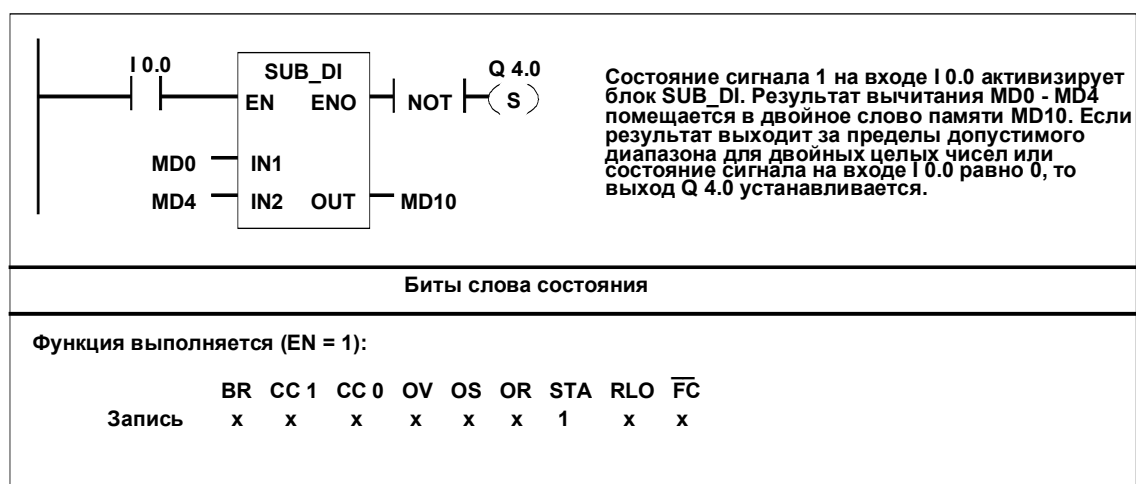 I 0.0
SUB_DI
Q 4.0
EN ENO
NOT
S
MD0
IN1
MD4
IN2 OUT
MD10
Состояние сигнала 1 на входе I 0.0 активизирует
блок SUB_DI. Результат вычитания MD0 - MD4
помещается в двойное слово памяти MD10. Если
результат выходит за пределы допустимого
диапазона для двойных целых чисел или
состояние сигнала на входе I 0.0 равно 0, то
выход Q 4.0 устанавливается.
Биты слова состояния
Функция выполняется (EN = 1):
BR CC 1 CC 0 OV OS OR STA RLO F̅C̅
Запись x x x x x x 1 x x